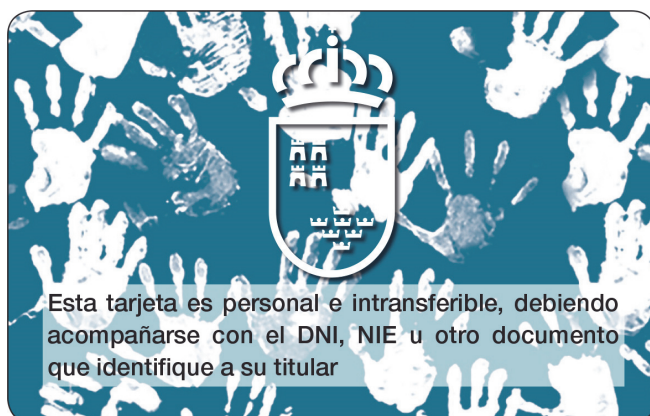 Esta tarjeta es personal e intransferible, debiendo
acompañarse con el DNI, NIE u otro documento
que identifique a su titular